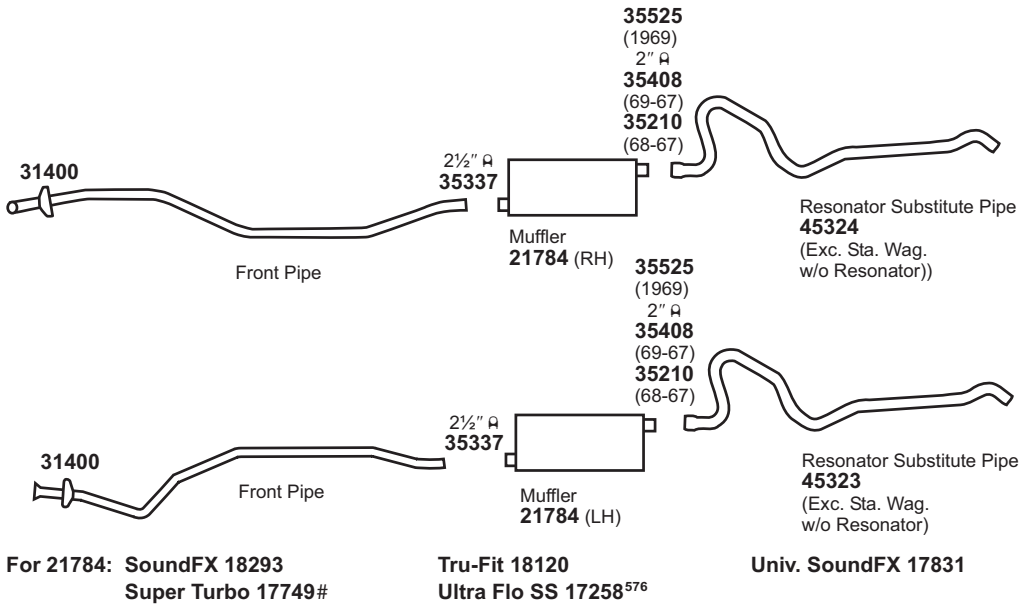 35525
(1969)
2"
35408
(69-67)
35210
(68-67)
31400
2½"
35337
Front Pipe
Muffler
21784 (RH)
Resonator Substitute Pipe
45324
(Exc. Sta. Wag.
w/o Resonator))
35525
(1969)
2"
35408
(69-67)
35210
(68-67)
31400
2½"
35337
Front Pipe
Muffler
21784 (LH)
Resonator Substitute Pipe
45323
(Exc. Sta. Wag.
w/o Resonator)
For 21784: SoundFX 18293 Tru-Fit 18120 Univ. SoundFX 17831
Super Turbo 17749# Ultra Flo SS 17258⁵⁷⁶